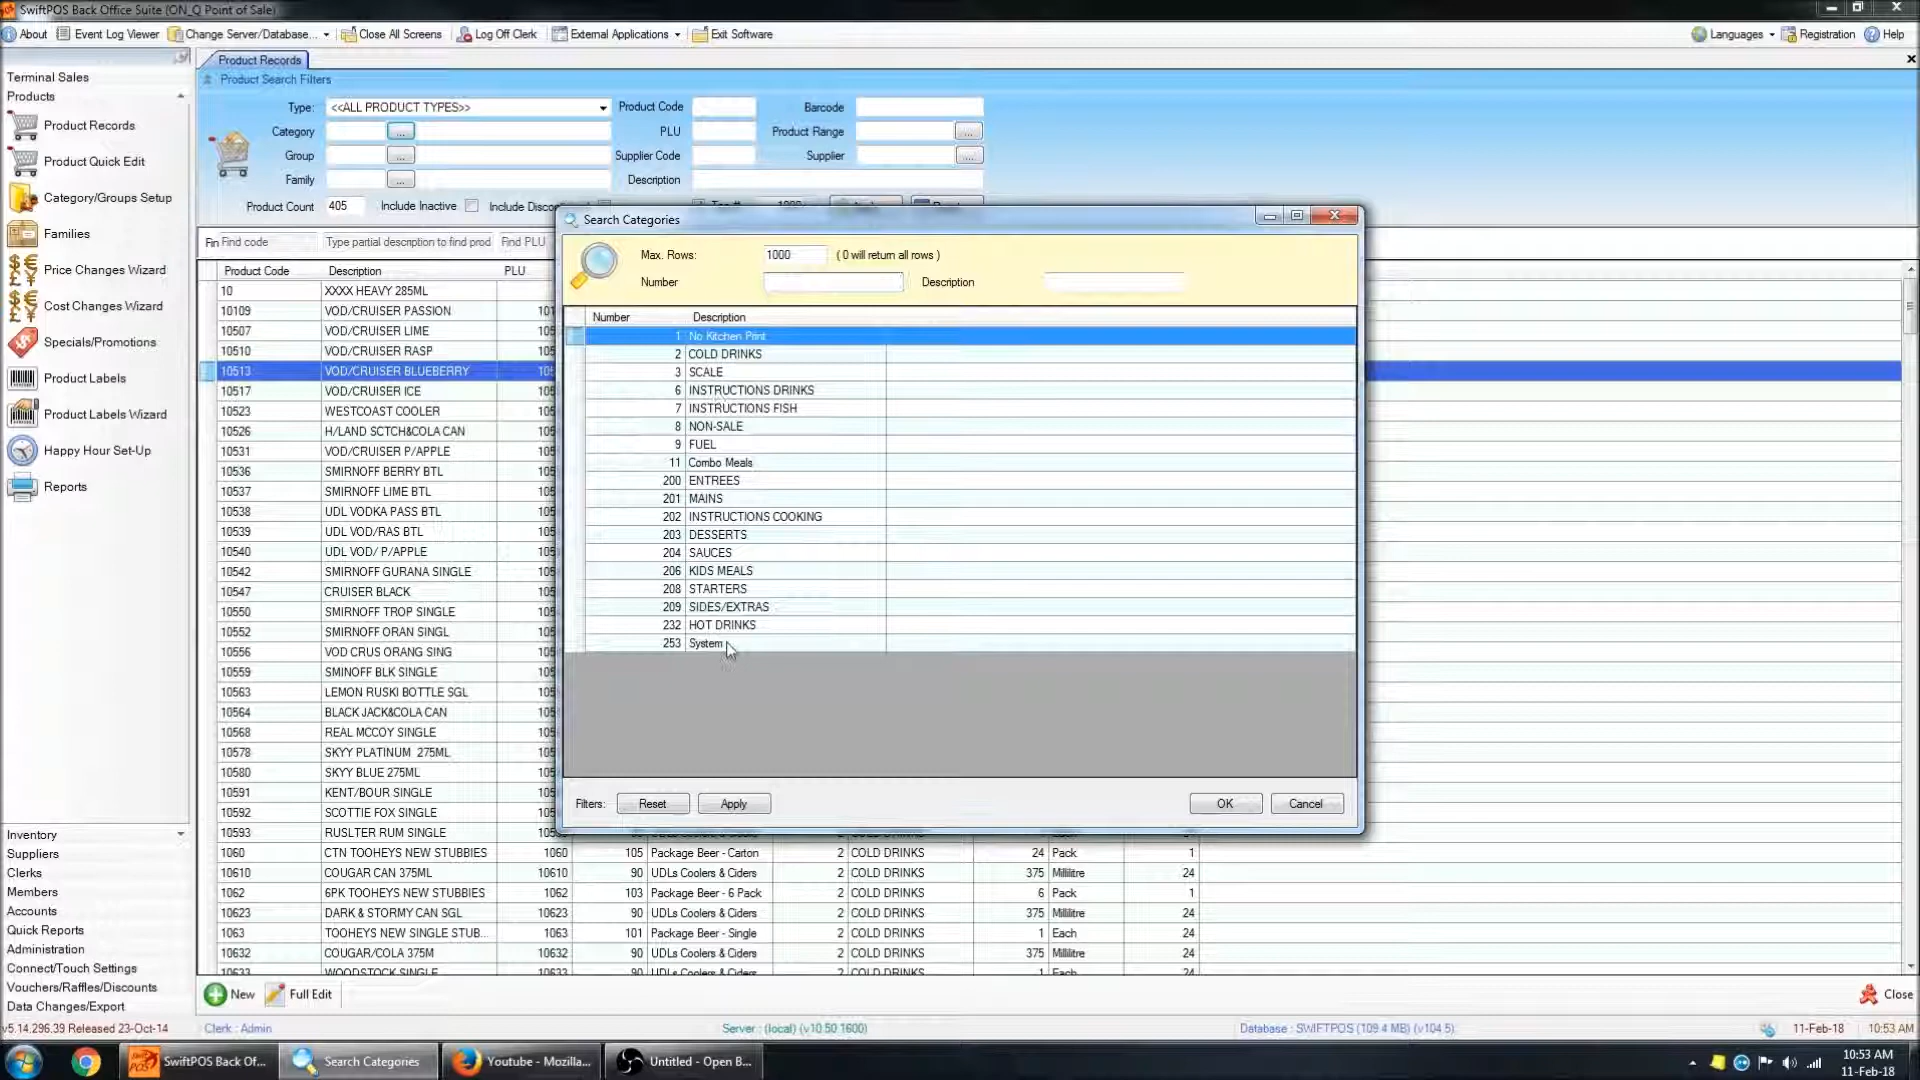 SwiftPOS Back Office Suite (ON_Q Point of Sale)
About Event Log Viewer Change Server/Database... Close All Screens Log Off Clerk External Applications Exit Software Languages Registration Help
Product Records
Product Search Filters
Type: <<ALL PRODUCT TYPES>> Product Code Barcode
Category ... PLU Product Range ...
Group ... Supplier Code Supplier ...
Family ... Description
Product Count 405 Include Inactive
Find code Type partial description to find prod Find PLU
Product Code Description PLU
10 XXXX HEAVY 285ML
10109 VOD/CRUISER PASSION
10507 VOD/CRUISER LIME
10510 VOD/CRUISER RASP
10513 VOD/CRUISER BLUEBERRY
10517 VOD/CRUISER ICE
10523 WESTCOAST COOLER
10526 H/LAND SCTCH&COLA CAN
10531 VOD/CRUISER P/APPLE
10536 SMIRNOFF BERRY BTL
10537 SMIRNOFF LIME BTL
10538 UDL VODKA PASS BTL
10539 UDL VOD/RAS BTL
10540 UDL VOD/ P/APPLE
10542 SMIRNOFF GURANA SINGLE
10547 CRUISER BLACK
10550 SMIRNOFF TROP SINGLE
10552 SMIRNOFF ORAN SINGL
10556 VOD CRUS ORANG SING
10559 SMINOFF BLK SINGLE
10563 LEMON RUSKI BOTTLE SGL
10564 BLACK JACK&COLA CAN
10568 REAL MCCOY SINGLE
10578 SKYY PLATINUM 275ML
10580 SKYY BLUE 275ML
10591 KENT/BOUR SINGLE
10592 SCOTTIE FOX SINGLE
10593 RUSLTER RUM SINGLE
1060 CTN TOOHEYS NEW STUBBIES 1060 105 Package Beer - Carton 2 COLD DRINKS 24 Pack 1
10610 COUGAR CAN 375ML 10610 90 UDLs Coolers & Ciders 2 COLD DRINKS 375 Millilitre 24
1062 6PK TOOHEYS NEW STUBBIES 1062 103 Package Beer - 6 Pack 2 COLD DRINKS 6 Pack 1
10623 DARK & STORMY CAN SGL 10623 90 UDLs Coolers & Ciders 2 COLD DRINKS 375 Millilitre 24
1063 TOOHEYS NEW SINGLE STUB... 1063 101 Package Beer - Single 2 COLD DRINKS 1 Each 24
10632 COUGAR/COLA 375M 10632 90 UDLs Coolers & Ciders 2 COLD DRINKS 375 Millilitre 24
10633 WOODSTOCK SINGLE 10633 90 UDLs Coolers & Ciders 2 COLD DRINKS 1 Each 24
Search Categories
Max. Rows: 1000 ( 0 will return all rows )
Number Description
Number Description
1 No Kitchen Print
2 COLD DRINKS
3 SCALE
6 INSTRUCTIONS DRINKS
7 INSTRUCTIONS FISH
8 NON-SALE
9 FUEL
11 Combo Meals
200 ENTREES
201 MAINS
202 INSTRUCTIONS COOKING
203 DESSERTS
204 SAUCES
206 KIDS MEALS
208 STARTERS
209 SIDES/EXTRAS
232 HOT DRINKS
253 System
Filters: Reset Apply OK Cancel
Terminal Sales
Products
Product Records
Product Quick Edit
Category/Groups Setup
Families
Price Changes Wizard
Cost Changes Wizard
Specials/Promotions
Product Labels
Product Labels Wizard
Happy Hour Set-Up
Reports
Inventory
Suppliers
Clerks
Members
Accounts
Quick Reports
Administration
Connect/Touch Settings
Vouchers/Raffles/Discounts
Data Changes/Export
New Full Edit Close
v5.14.296.39 Released 23-Oct-14 Clerk : Admin Server : (local) (v10.50.1600) Database : SWIFTPOS (109.4 MB) (v104.5) 11-Feb-18 10:53 AM
SwiftPOS Back Of... Search Categories Youtube - Mozilla... Untitled - Open B... 10:53 AM
11-Feb-18